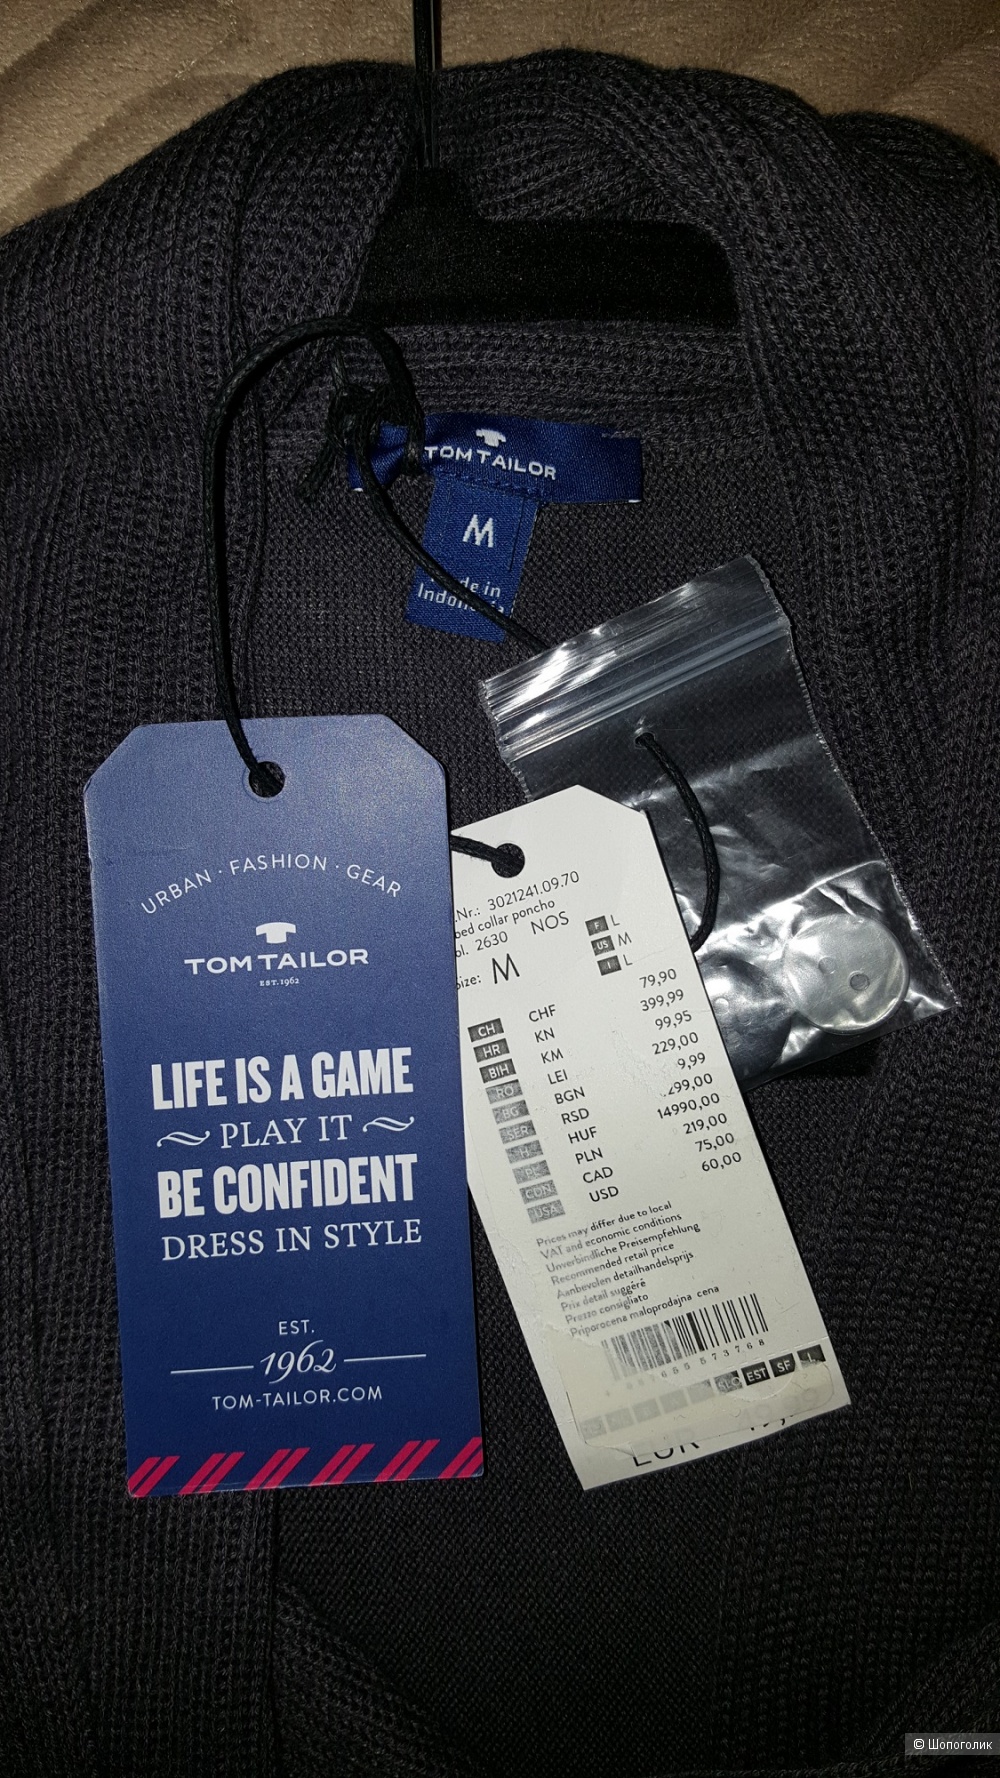 TOM TAILOR
M
de in
URBAN · FASHION · GEAR
TOM TAILOR
EST.1962
LIFE IS A GAME
PLAY IT
BE CONFIDENT
DRESS IN STYLE
EST.
1962
TOM-TAILOR.COM
.Nr.: 3021241.09.70
bed collar poncho
ol. 2630 NOS
size: M
F L
US M
I L
CH CHF 79,90
HR KN 399,99
BIH KM 99,95
RO LEI 229,00
BG BGN 9,99
SER RSD 299,00
H HUF 14990,00
PL PLN 219,00
CDN CAD 75,00
USA USD 60,00
Prices may differ due to local
VAT and economic conditions
Unverbindliche Preisempfehlung
Recommended retail price
Aanbevolen detailhandelsprijs
Prix détail suggéré
Prezzo consigliato
Priporocena maloprodajna cena
SLO EST SF L
EUR
© Шопоголик